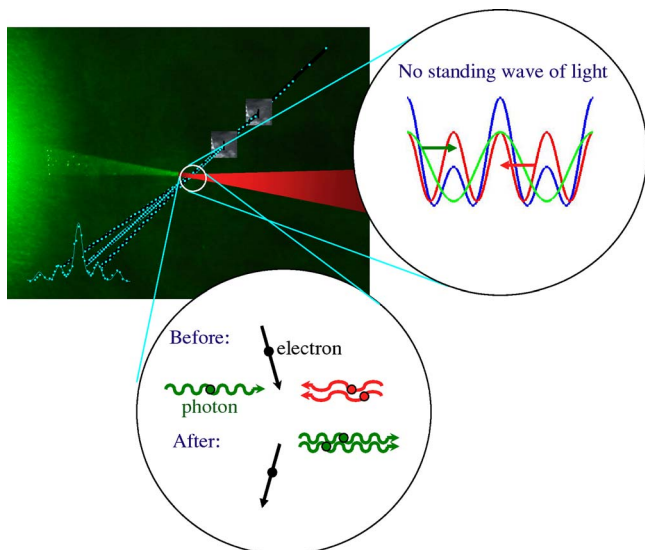 No standing wave of light
Before:
electron
photon
After: